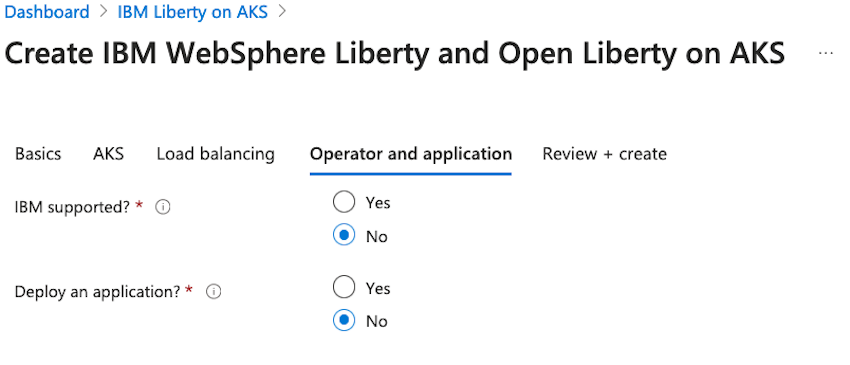 Dashboard > IBM Liberty on AKS >
Create IBM WebSphere Liberty and Open Liberty on AKS ...
Basics AKS Load balancing Operator and application Review + create
IBM supported? * Yes
No
Deploy an application? * Yes
No